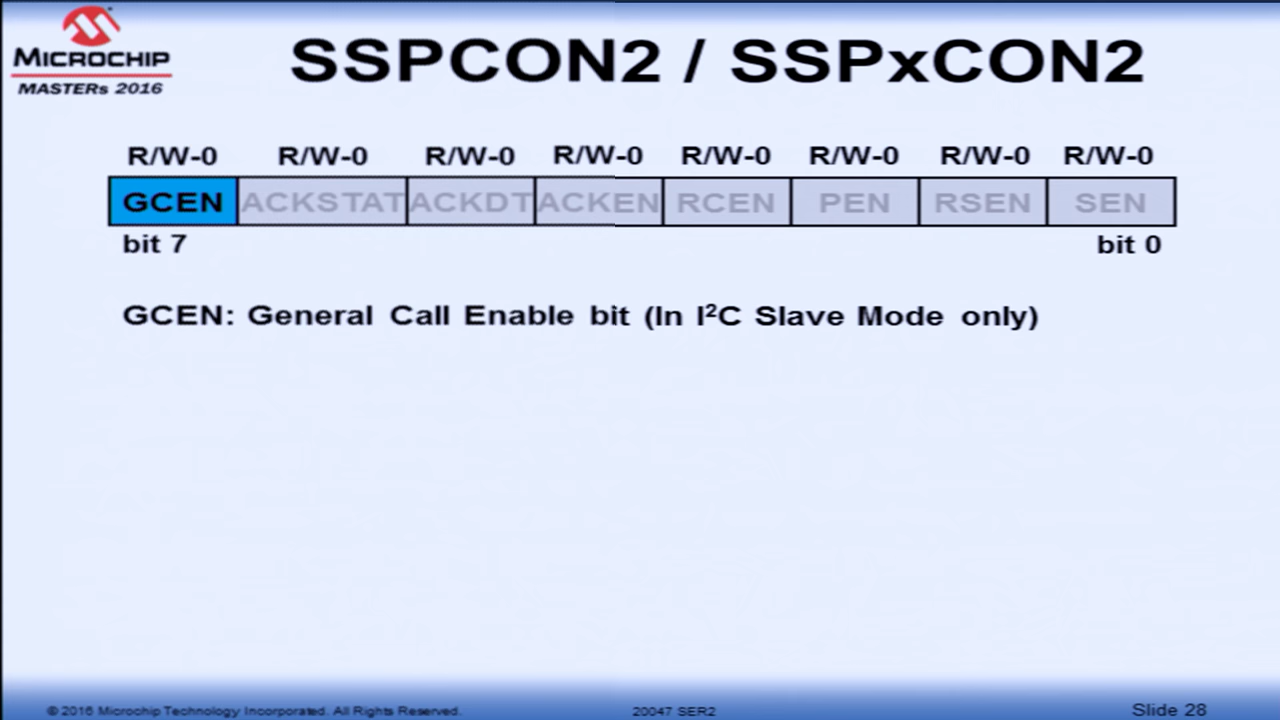 MICROCHIP
MASTERs 2016
SSPCON2 / SSPxCON2
R/W-0 R/W-0 R/W-0 R/W-0 R/W-0 R/W-0 R/W-0 R/W-0
GCEN ACKSTAT ACKDT ACKEN RCEN PEN RSEN SEN
bit 7 bit 0
GCEN: General Call Enable bit (In I²C Slave Mode only)
© 2016 Microchip Technology Incorporated. All Rights Reserved. 20047 SER2 Slide 28